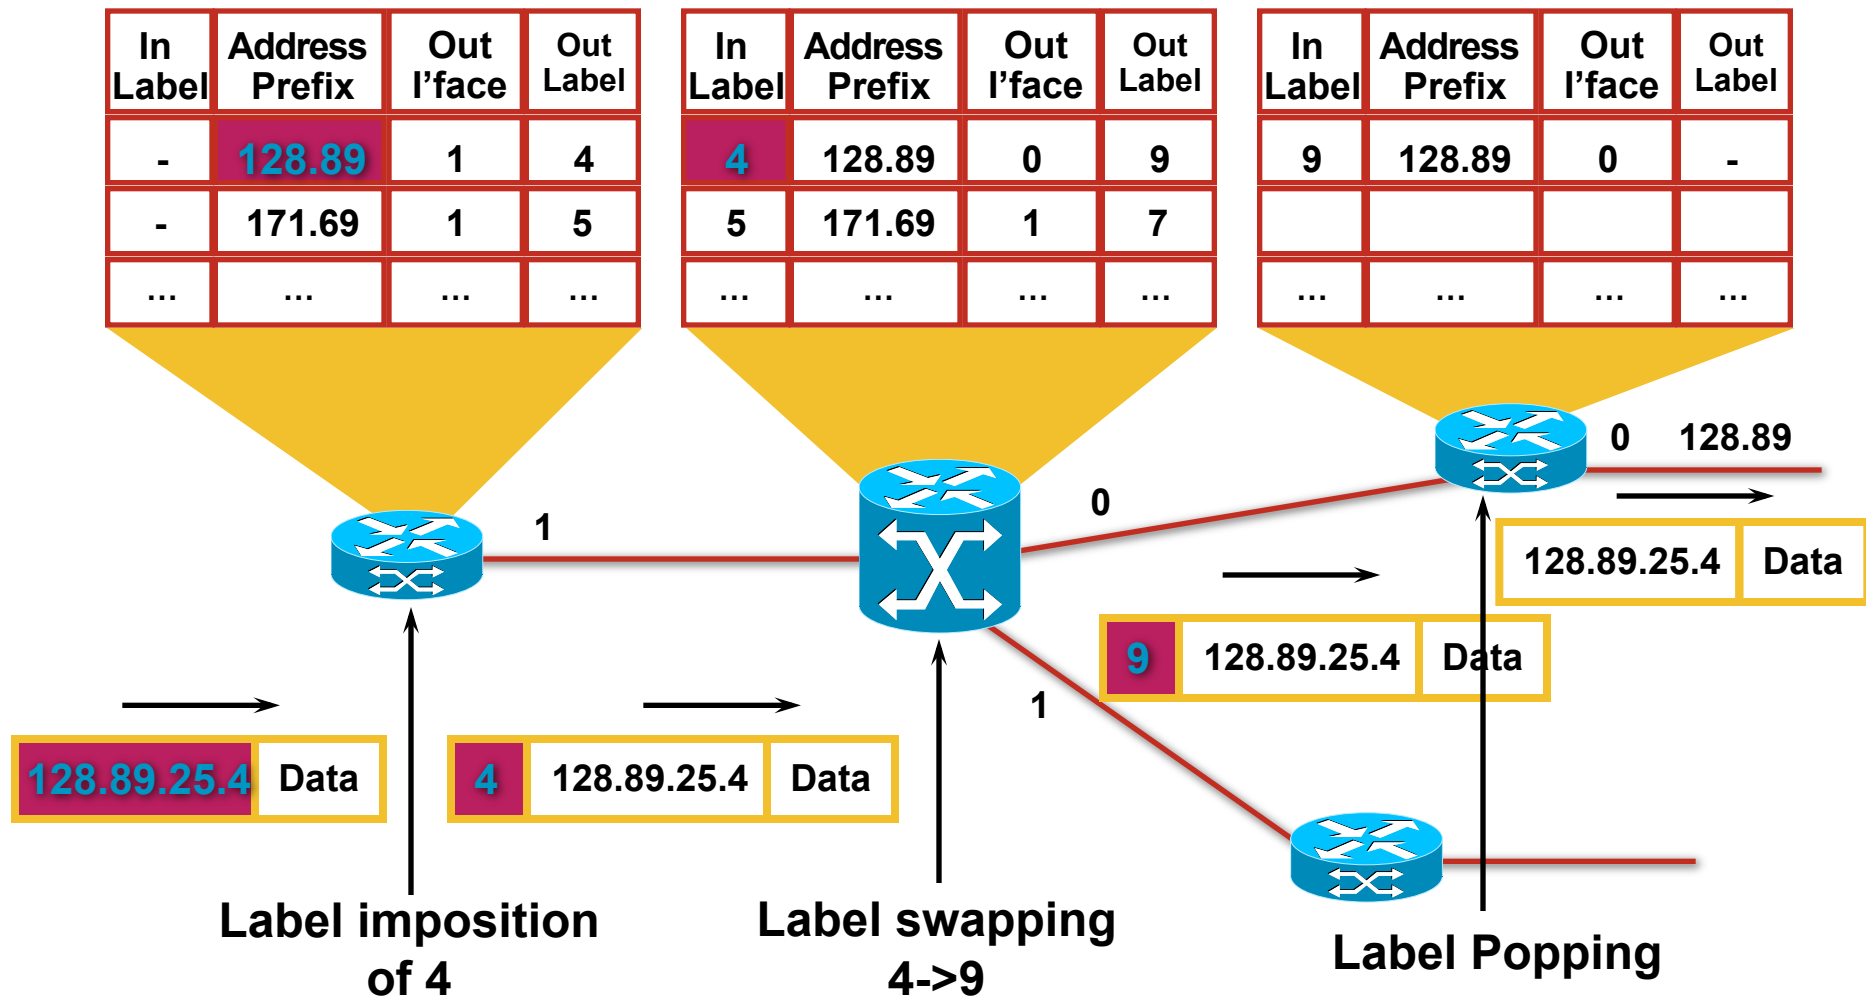 In Label Address Prefix Out I'face Out Label
- 128.89 1 4
- 171.69 1 5
... ... ... ...
In Label Address Prefix Out I'face Out Label
4 128.89 0 9
5 171.69 1 7
... ... ... ...
In Label Address Prefix Out I'face Out Label
9 128.89 0 -
... ... ... ...
0 128.89
1
0
128.89.25.4 Data
9 128.89.25.4 Data
1
128.89.25.4 Data
4 128.89.25.4 Data
Label imposition
of 4
Label swapping
4->9
Label Popping